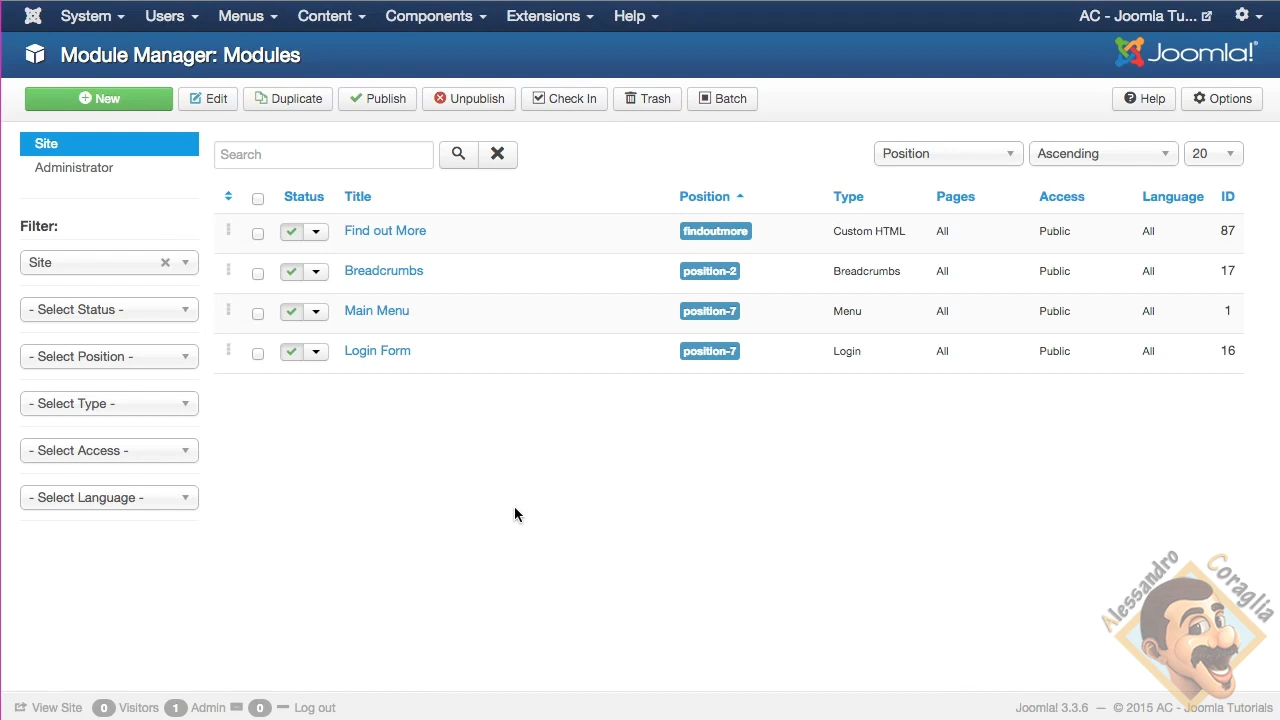 System Users Menus Content Components Extensions Help AC - Joomla Tu...
Module Manager: Modules Joomla!®
New Edit Duplicate Publish Unpublish Check In Trash Batch Help Options
Site
Administrator
Filter:
Site
- Select Status -
- Select Position -
- Select Type -
- Select Access -
- Select Language -
Search Position Ascending 20
Status Title Position Type Pages Access Language ID
Find out More findoutmore Custom HTML All Public All 87
Breadcrumbs position-2 Breadcrumbs All Public All 17
Main Menu position-7 Menu All Public All 1
Login Form position-7 Login All Public All 16
Alessandro Coraglia
View Site 0 Visitors 1 Admin 0 Log out Joomla! 3.3.6 — © 2015 AC - Joomla Tutorials